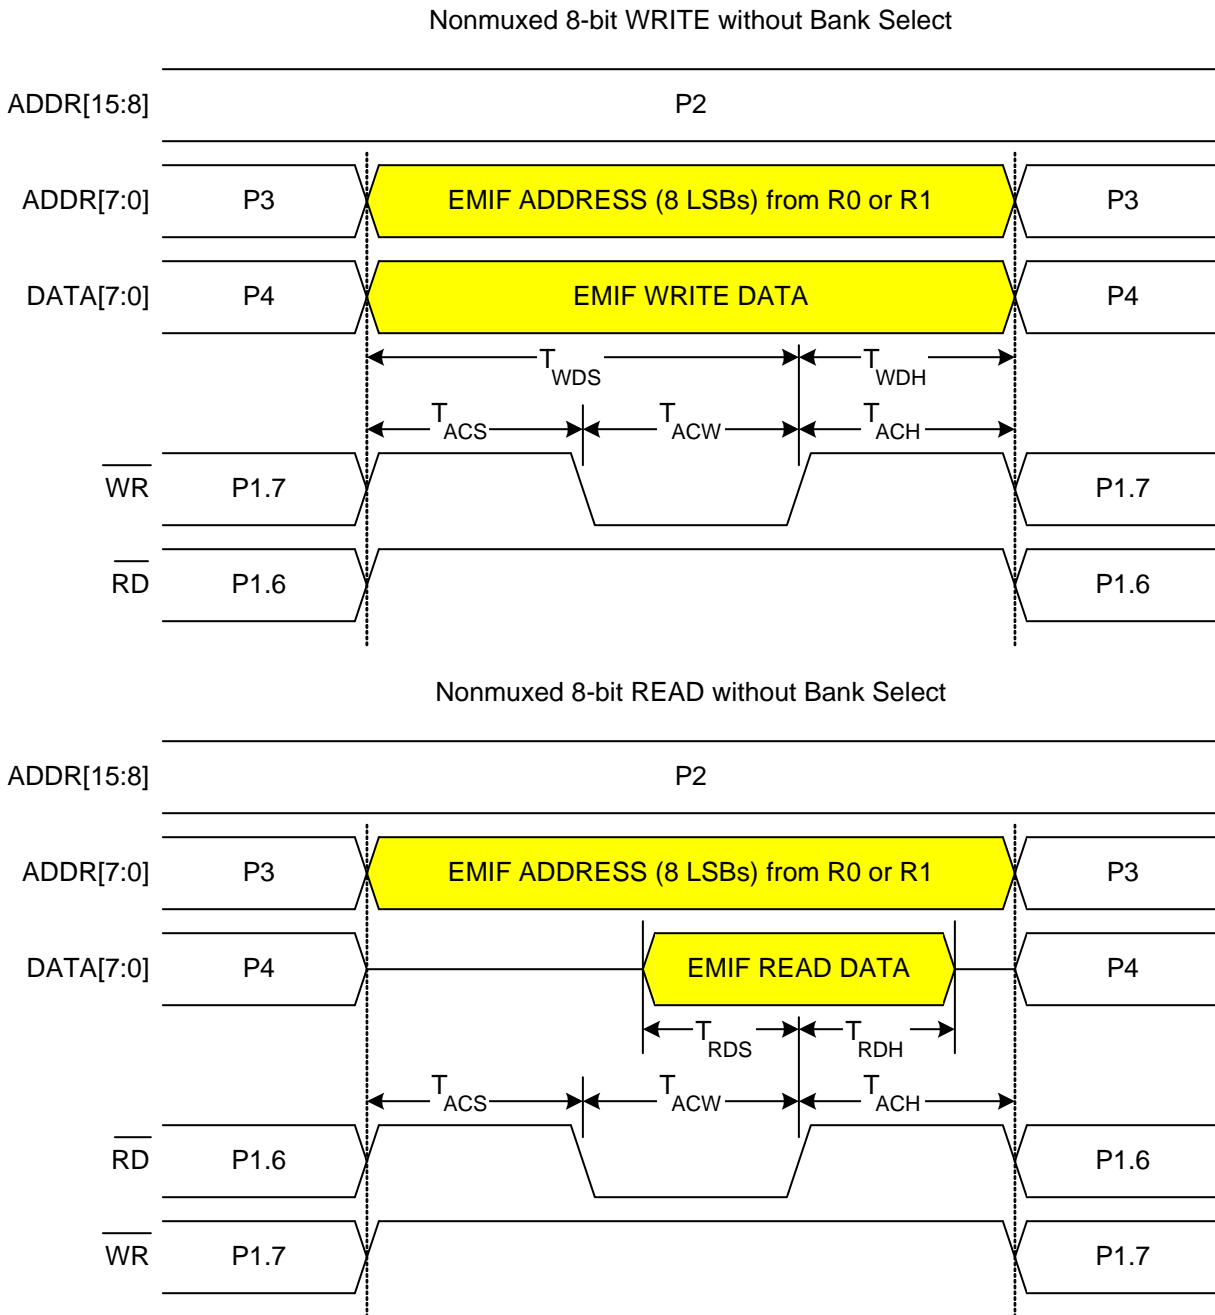 Nonmuxed 8-bit WRITE without Bank Select
ADDR[15:8] P2
ADDR[7:0] P3 EMIF ADDRESS (8 LSBs) from R0 or R1 P3
DATA[7:0] P4 EMIF WRITE DATA P4
TWDS TWDH
TACS TACW TACH
WR P1.7 P1.7
RD P1.6 P1.6
Nonmuxed 8-bit READ without Bank Select
ADDR[15:8] P2
ADDR[7:0] P3 EMIF ADDRESS (8 LSBs) from R0 or R1 P3
DATA[7:0] P4 EMIF READ DATA P4
TRDS TRDH
TACS TACW TACH
RD P1.6 P1.6
WR P1.7 P1.7